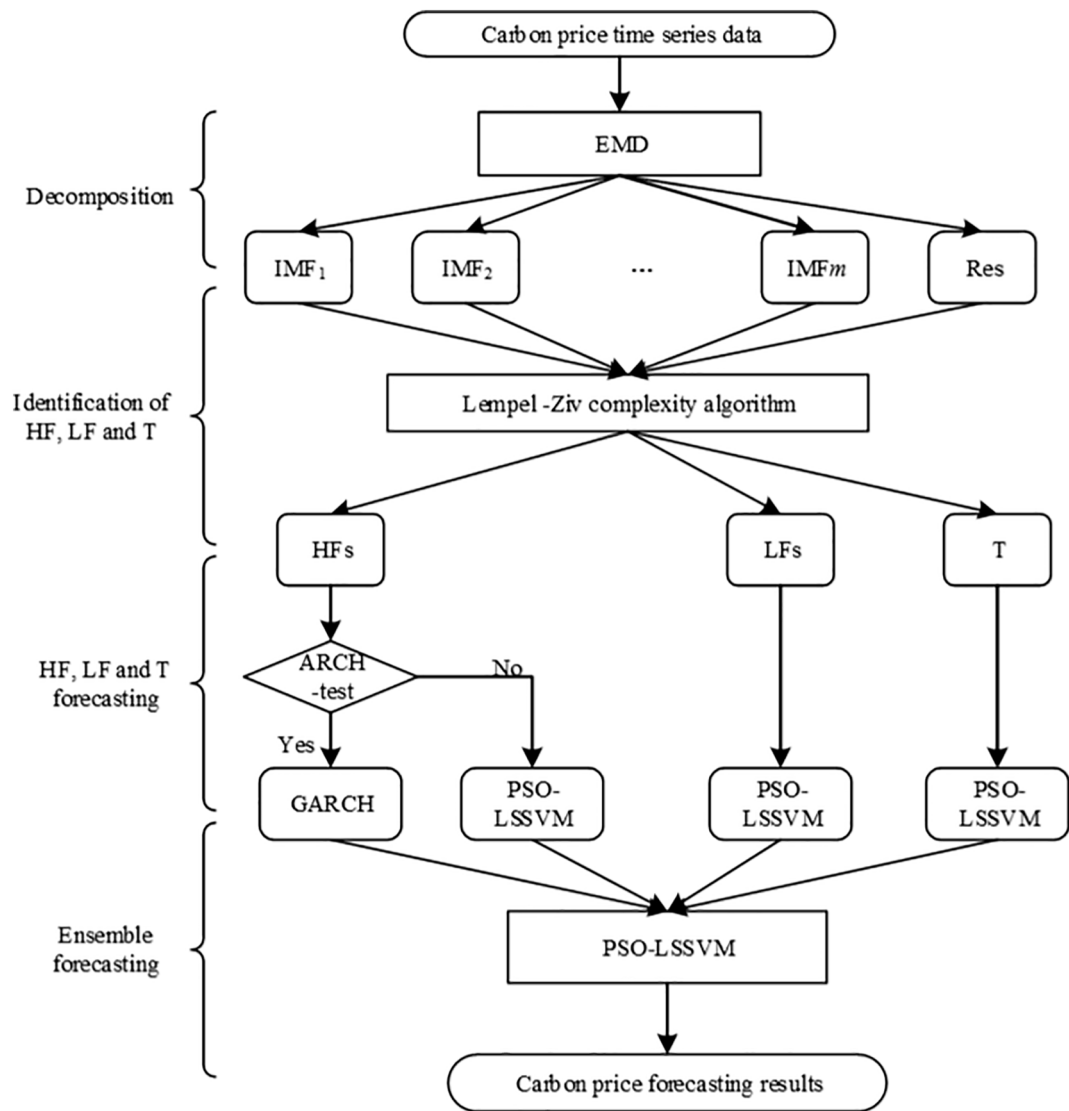 Carbon price time series data
EMD
Decomposition
IMF1
IMF2
...
IMFm
Res
Lempel -Ziv complexity algorithm
Identification of
HF, LF and T
HFs
LFs
T
HF, LF and T
forecasting
ARCH
-test
No
Yes
GARCH
PSO-
LSSVM
PSO-
LSSVM
PSO-
LSSVM
Ensemble
forecasting
PSO-LSSVM
Carbon price forecasting results